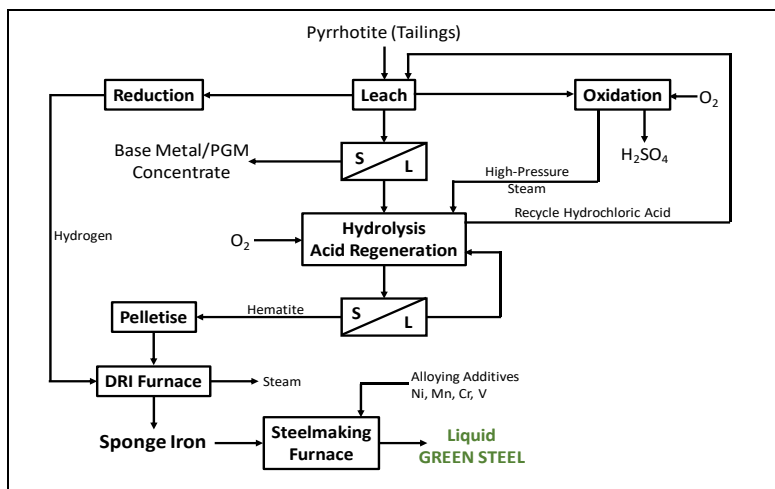 Pyrrhotite (Tailings)
Reduction
Leach
Oxidation
O₂
Base Metal/PGM
Concentrate
S
L
H₂SO₄
High-Pressure
Steam
Recycle Hydrochloric Acid
Hydrogen
O₂
Hydrolysis
Acid Regeneration
Pelletise
Hematite
S
L
DRI Furnace
Steam
Alloying Additives
Ni, Mn, Cr, V
Sponge Iron
Steelmaking
Furnace
Liquid
GREEN STEEL